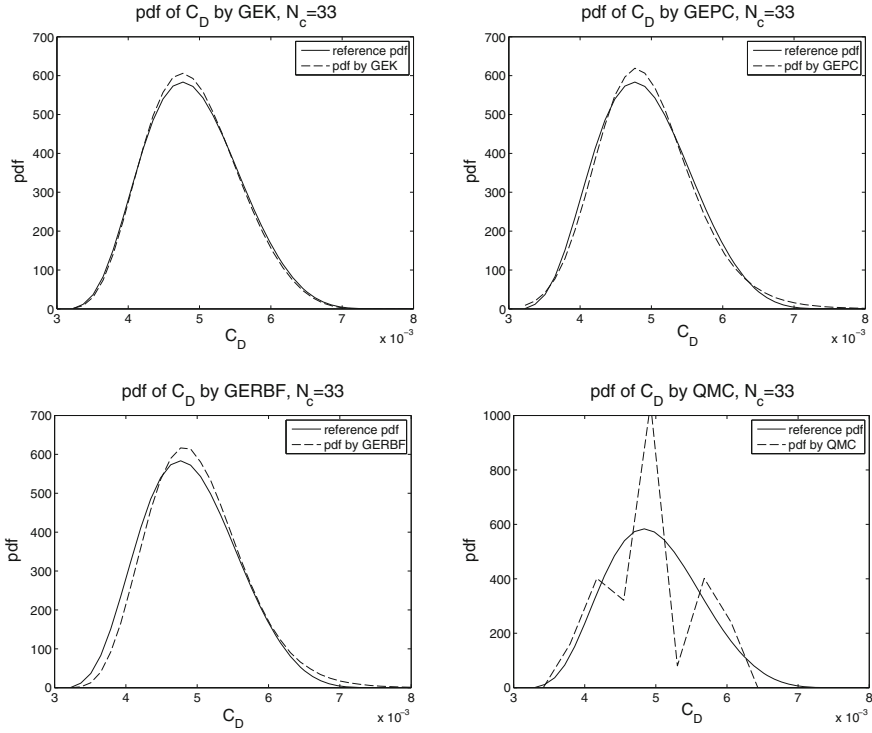 pdf of C_D by GEK, N_c=33
700
600
500
400
300
200
100
0
pdf
reference pdf
pdf by GEK
3
4
5
6
7
8
C_D
x 10^-3
pdf of C_D by GEPC, N_c=33
700
600
500
400
300
200
100
0
pdf
reference pdf
pdf by GEPC
3
4
5
6
7
8
C_D
x 10^-3
pdf of C_D by GERBF, N_c=33
700
600
500
400
300
200
100
0
pdf
reference pdf
pdf by GERBF
3
4
5
6
7
8
C_D
x 10^-3
pdf of C_D by QMC, N_c=33
1000
800
600
400
200
0
pdf
reference pdf
pdf by QMC
3
4
5
6
7
8
C_D
x 10^-3